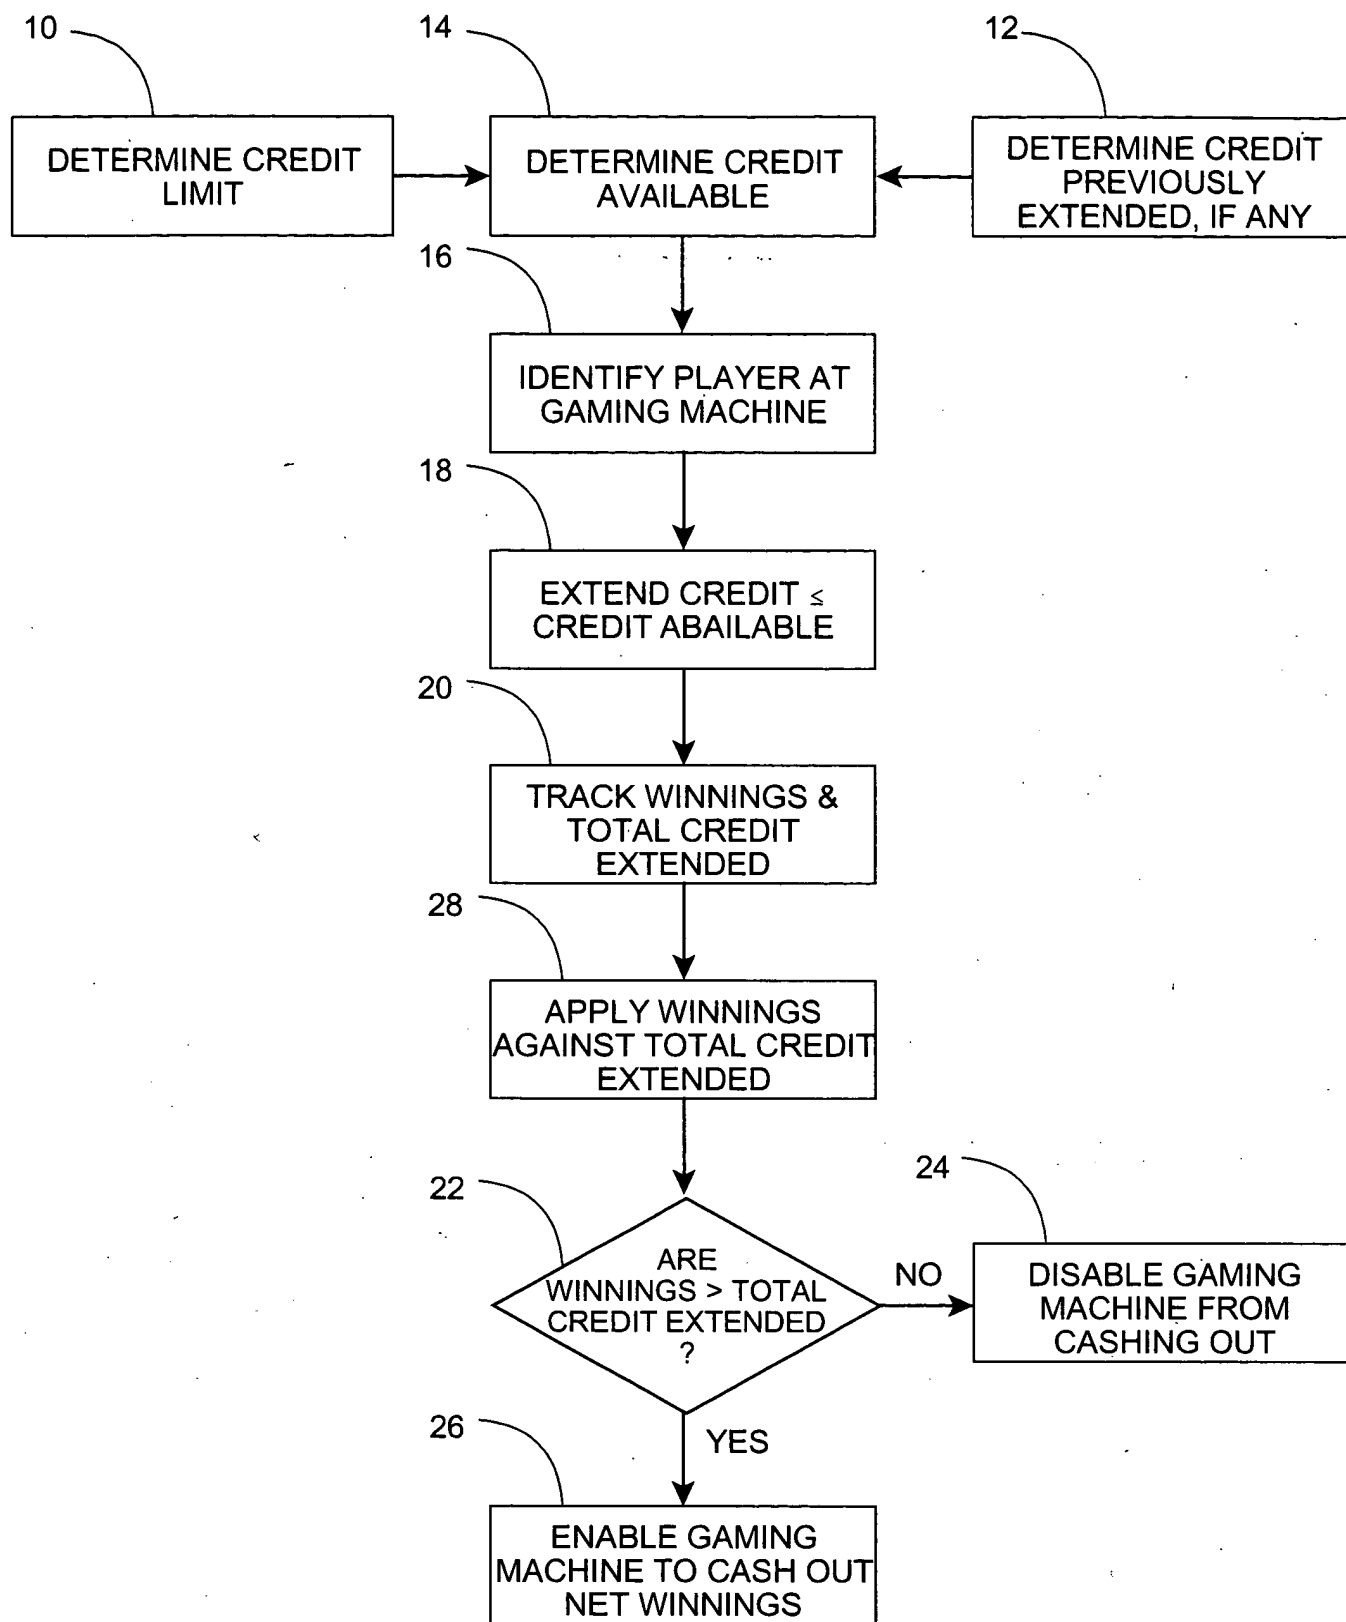 10
14
12
DETERMINE CREDIT
LIMIT
DETERMINE CREDIT
AVAILABLE
DETERMINE CREDIT
PREVIOUSLY
EXTENDED, IF ANY
16
IDENTIFY PLAYER AT
GAMING MACHINE
18
EXTEND CREDIT ≤
CREDIT ABAILABLE
20
TRACK WINNINGS &
TOTAL CREDIT
EXTENDED
28
APPLY WINNINGS
AGAINST TOTAL CREDIT
EXTENDED
22
ARE
WINNINGS > TOTAL
CREDIT EXTENDED
?
NO
24
DISABLE GAMING
MACHINE FROM
CASHING OUT
YES
26
ENABLE GAMING
MACHINE TO CASH OUT
NET WINNINGS